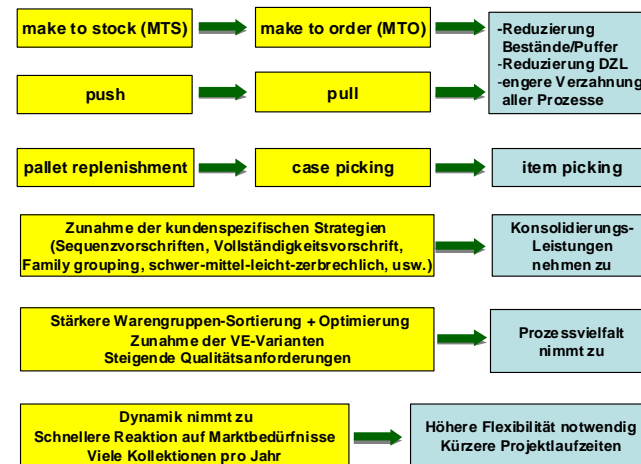 make to stock (MTS)
make to order (MTO)
-Reduzierung
Bestände/Puffer
-Reduzierung DZL
-engere Verzahnung
aller Prozesse
push
pull
pallet replenishment
case picking
item picking
Zunahme der kundenspezifischen Strategien
(Sequenzvorschriften, Vollständigkeitsvorschrift,
Family grouping, schwer-mittel-leicht-zerbrechlich, usw.)
Konsolidierungs-
Leistungen
nehmen zu
Stärkere Warengruppen-Sortierung + Optimierung
Zunahme der VE-Varianten
Steigende Qualitätsanforderungen
Prozessvielfalt
nimmt zu
Dynamik nimmt zu
Schnellere Reaktion auf Marktbedürfnisse
Viele Kollektionen pro Jahr
Höhere Flexibilität notwendig
Kürzere Projektlaufzeiten